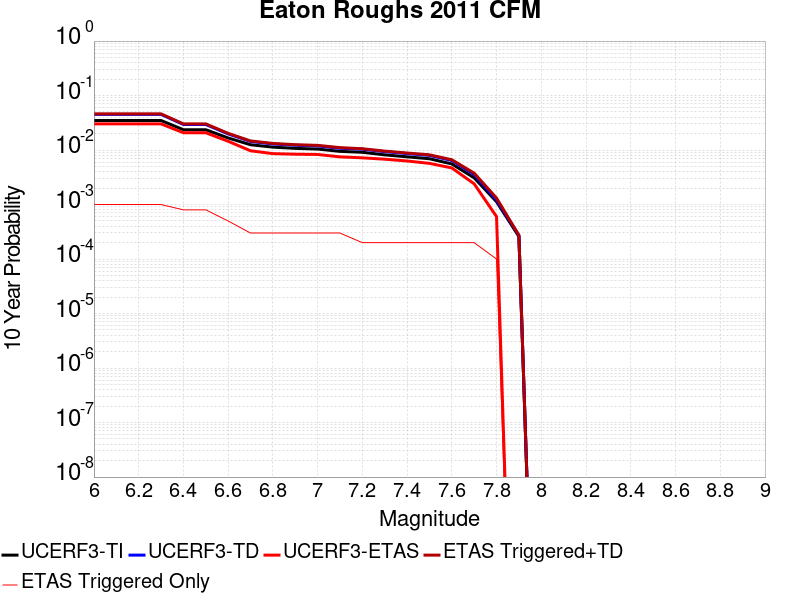 Eaton Roughs 2011 CFM
10 0
10 -1
10 -2
10 -3
10 -4
10 -5
10 -6
10 -7
10 -8
10 Year Probability
6 6.2 6.4 6.6 6.8 7 7.2 7.4 7.6 7.8 8 8.2 8.4 8.6 8.8 9
Magnitude
UCERF3-TI UCERF3-TD UCERF3-ETAS ETAS Triggered+TD
ETAS Triggered Only